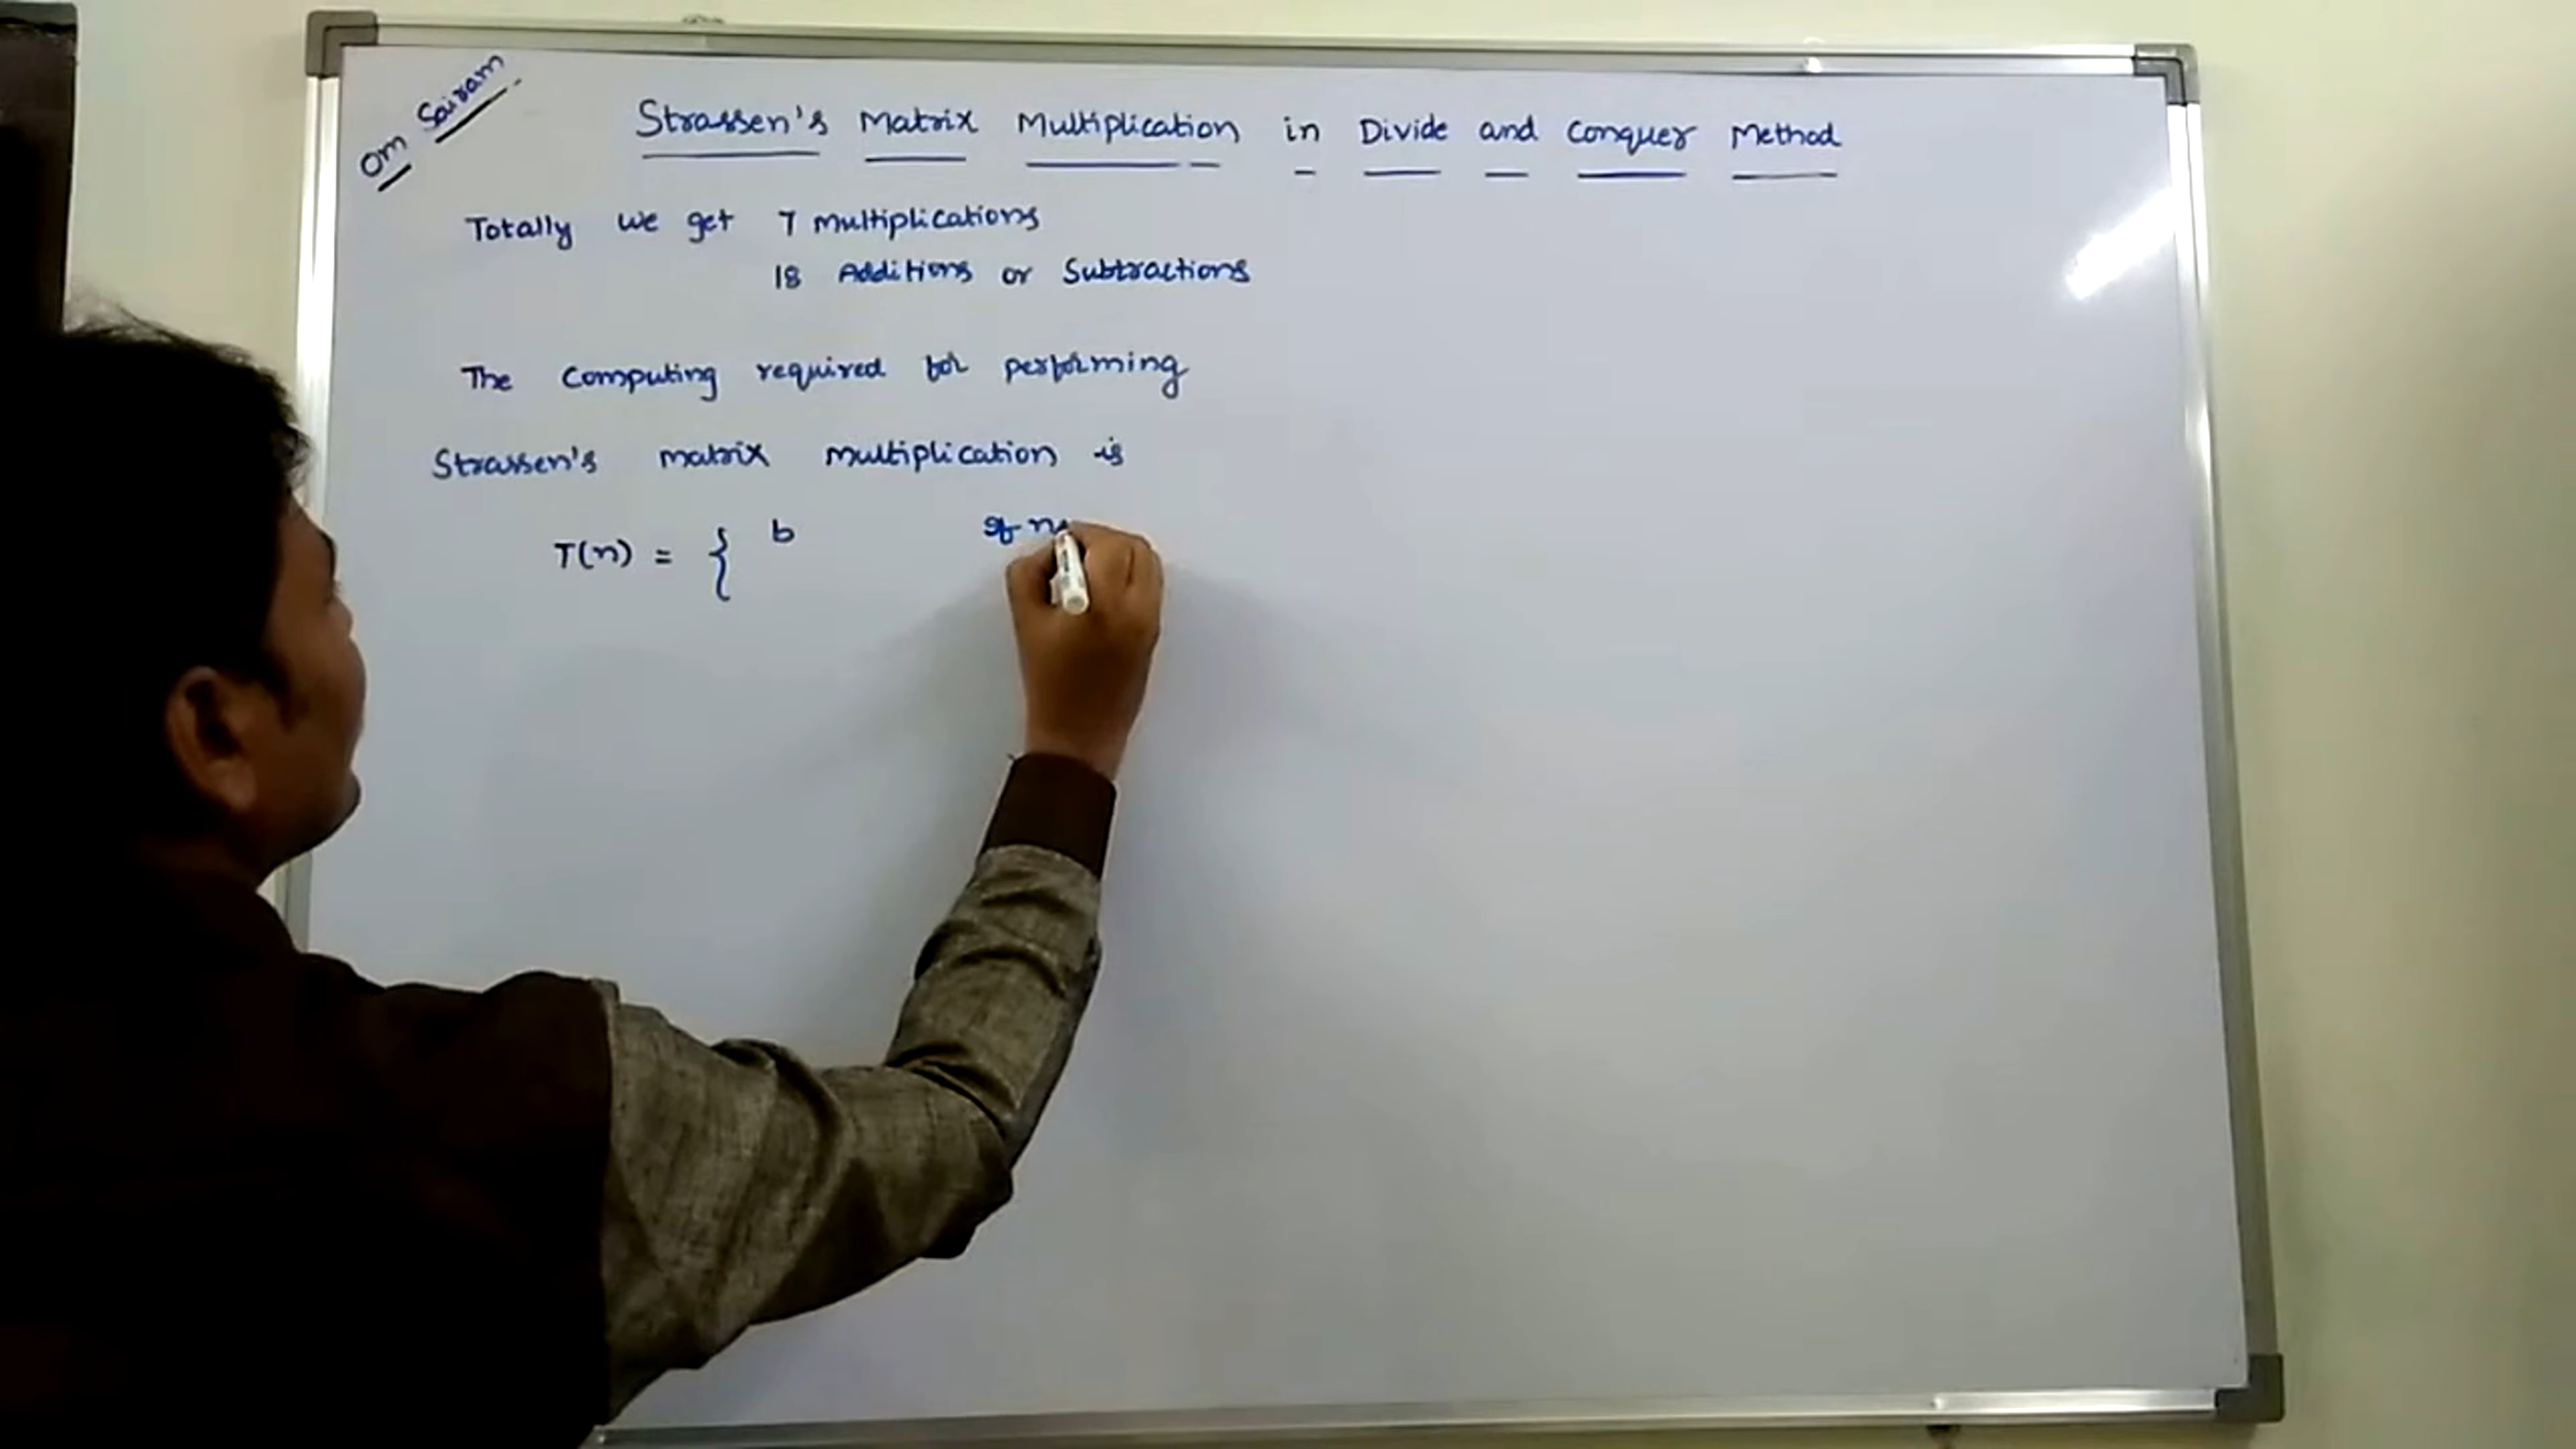 Om Sairam
Strassen's Matrix Multiplication in Divide and Conquer Method
Totally we get 7 multiplications
18 Additions or Subtractions
The Computing required for performing
Strassen's matrix multiplication is
T(n) = { b if n